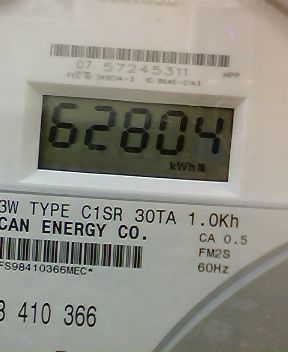 07 57245311
HPP
62804
kWh
3W TYPE C1SR 30TA 1.0Kh
CAN ENERGY CO.
CA 0.5
FM2S
60Hz
FS98410366MEC*
3 410 366